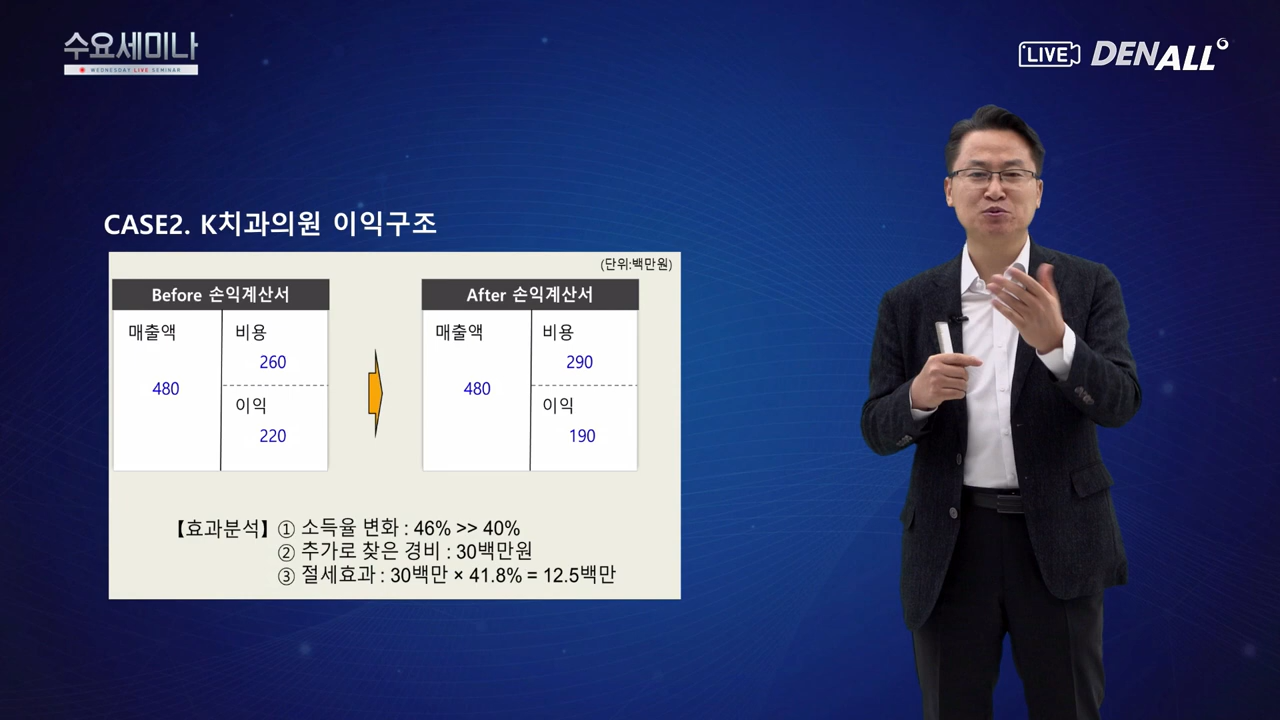 수요세미나
WEDNESDAY LIVE SEMINAR
LIVE DENALL
CASE2. K치과의원 이익구조
(단위:백만원)
Before 손익계산서
매출액 비용
260
480
이익
220
After 손익계산서
매출액 비용
290
480
이익
190
【효과분석】 ① 소득율 변화 : 46% >> 40%
② 추가로 찾은 경비 : 30백만원
③ 절세효과 : 30백만 × 41.8% = 12.5백만